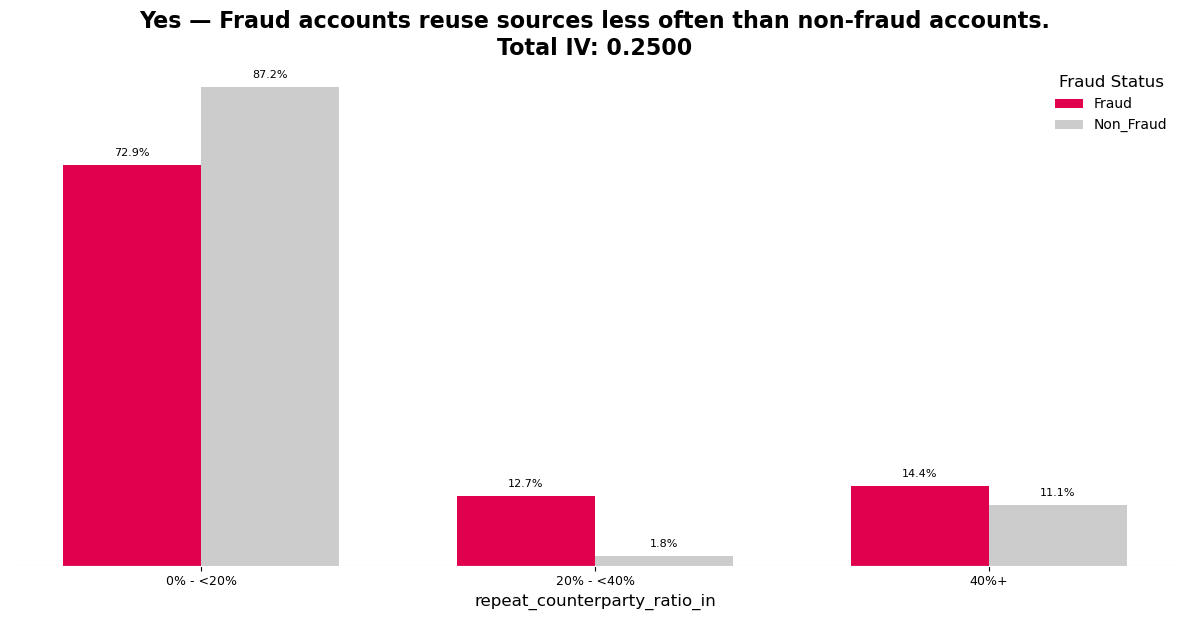 Yes — Fraud accounts reuse sources less often than non-fraud accounts.
Total IV: 0.2500
Fraud Status
Fraud
Non_Fraud
72.9%
87.2%
12.7%
1.8%
14.4%
11.1%
0% - <20%
20% - <40%
40%+
repeat_counterparty_ratio_in